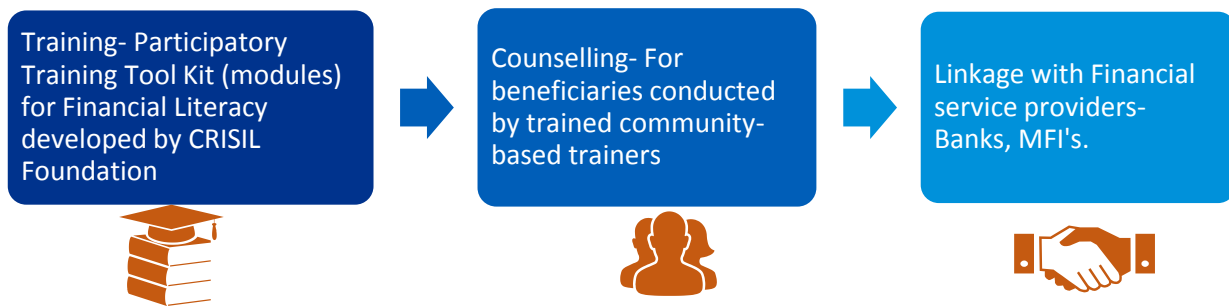 Training- Participatory
Training Tool Kit (modules)
for Financial Literacy
developed by CRISIL
Foundation
Counselling- For
beneficiaries conducted
by trained community-
based trainers
Linkage with Financial
service providers-
Banks, MFI's.